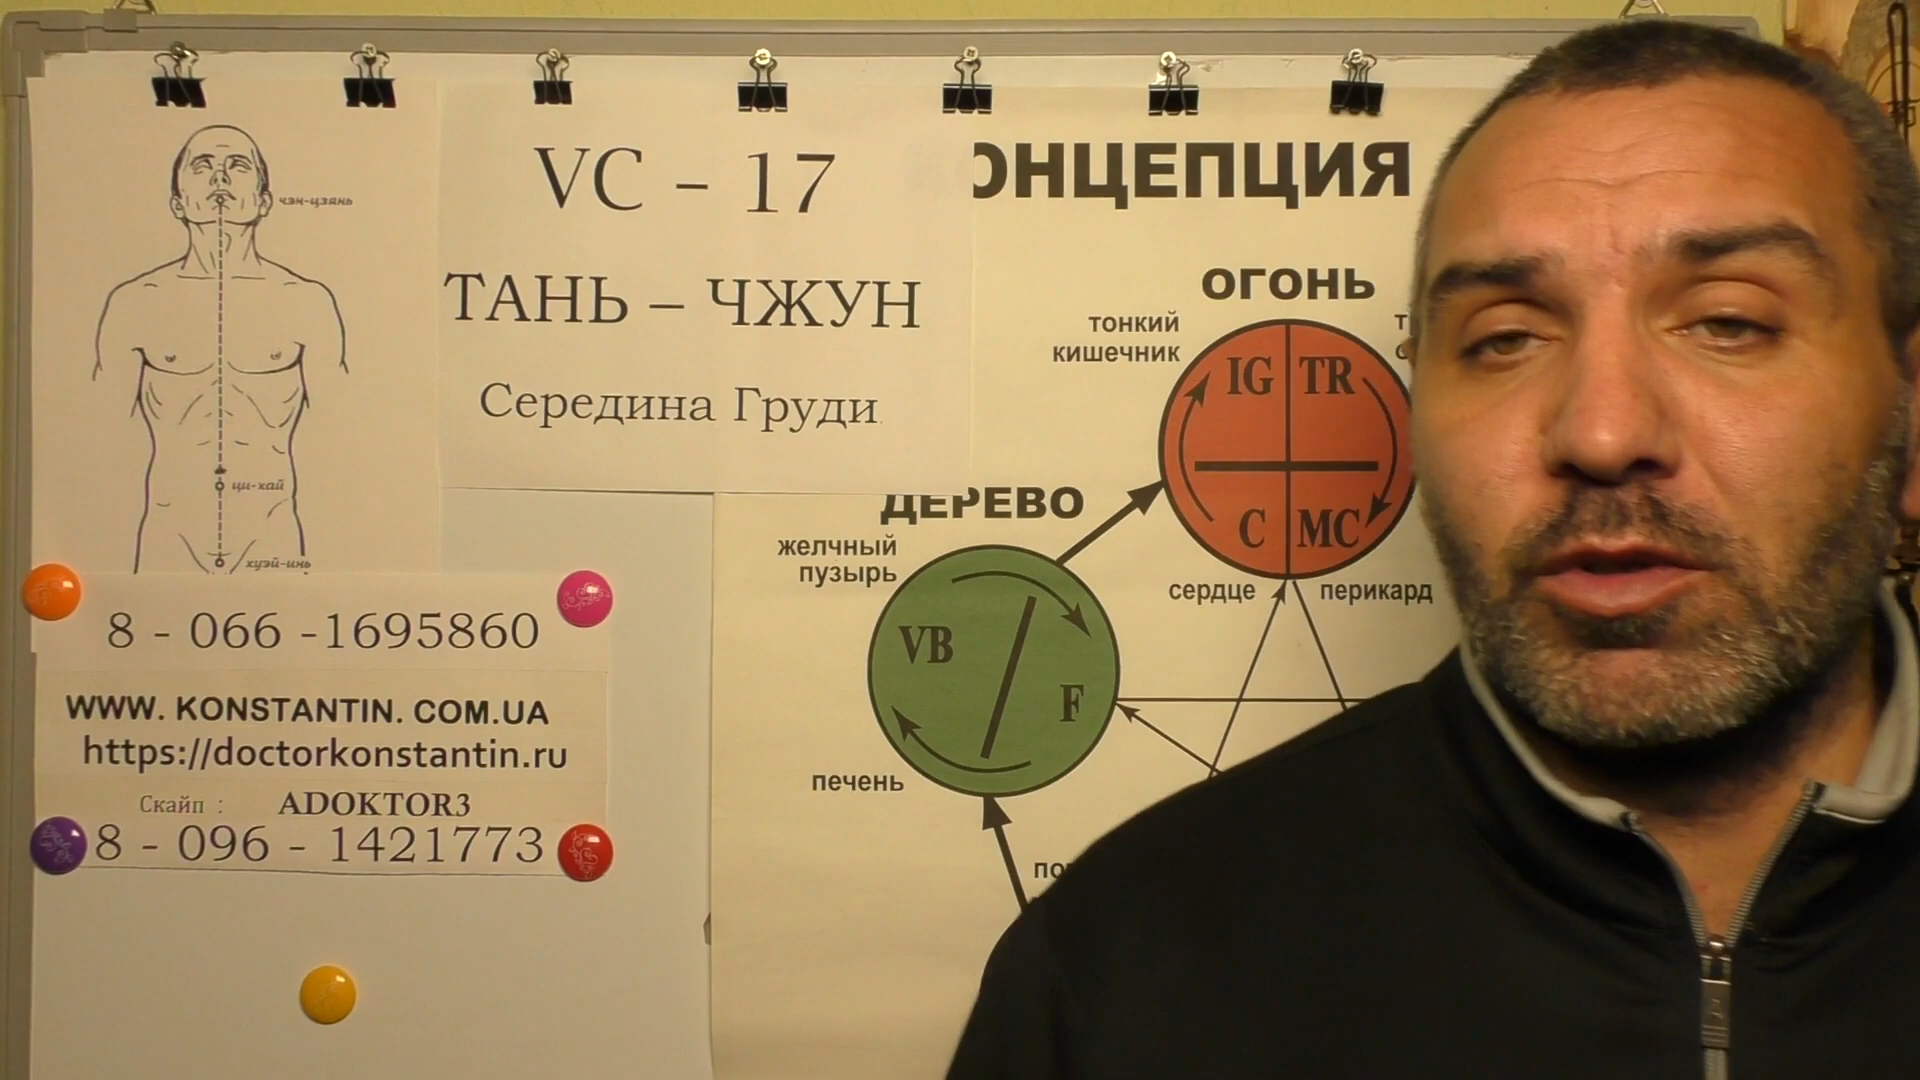 чэн-цзянь
ци-хай
хуэй-инь
VC - 17
ТАНЬ - ЧЖУН
Середина Груди
8 - 066 -1695860
WWW. KONSTANTIN. COM.UA
https://doctorkonstantin.ru
Скайп : ADOKTOR3
8 - 096 - 1421773
ОНЦЕПЦИЯ
ОГОНЬ
тонкий
кишечник
IG TR
C MC
сердце перикард
ДЕРЕВО
желчный
пузырь
VB
F
печень